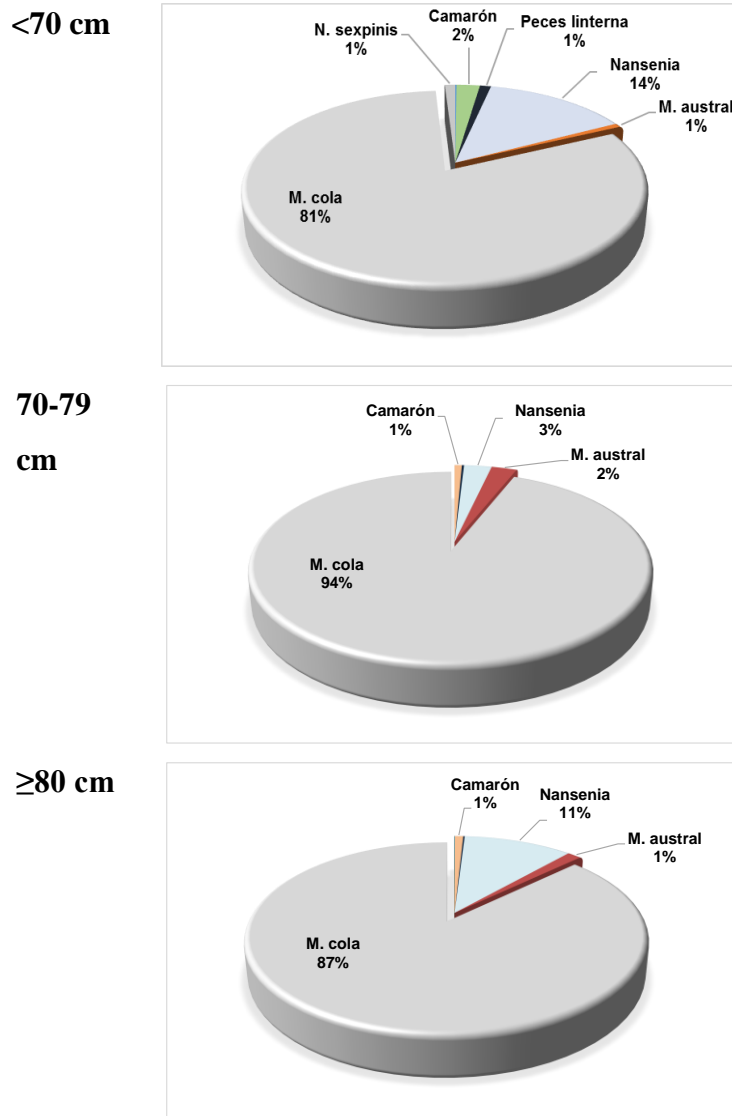 <70 cm
N. sexpinis
1%
Camarón
2%
Peces linterna
1%
Nansenia
14%
M. austral
1%
M. cola
81%
70-79
cm
Camarón
1%
Nansenia
3%
M. austral
2%
M. cola
94%
≥80 cm
Camarón
1%
Nansenia
11%
M. austral
1%
M. cola
87%